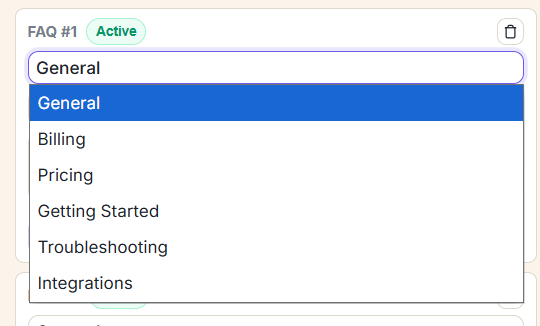 FAQ #1 Active
General
General
Billing
Pricing
Getting Started
Troubleshooting
Integrations